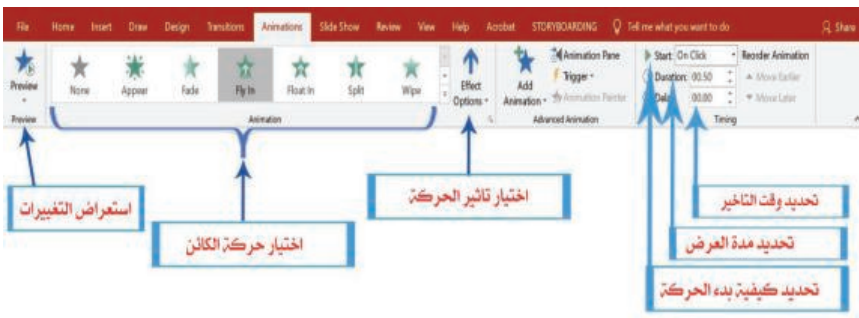 File Home Insert Draw Design Transitions Animations Slide Show Review View Help Acrobat STORYBOARDING Tell me what you want to do Share
Preview
None Appear Fade Fly In Float In Split Wipe
Effect Options
Add Animation
Animation Pane
Trigger
Animation Painter
Start: On Click
Duration: 00.50
Delay: 00.00
Reorder Animation
Move Earlier
Move Later
Preview Animation Advanced Animation Timing
استعراض التغييرات
اختيار حركة الكائن
اختيار تاثير الحركة
تحديد وقت التاخير
تحديد مدة العرض
تحديد كيفية بدء الحركة